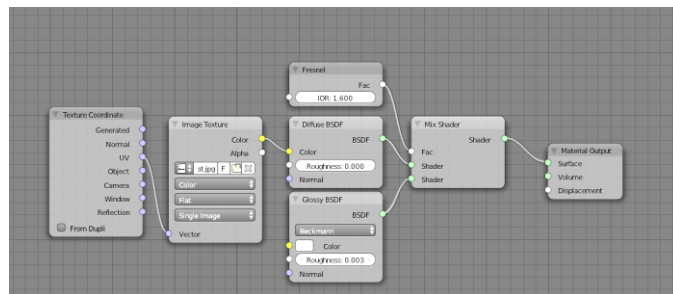 Texture Coordinate
Generated
Normal
UV
Object
Camera
Window
Reflection
From Dupli
Image Texture
Color
Alpha
st.jpg F
Color
Flat
Single Image
Vector
Fresnel
Fac
IOR: 1.600
Diffuse BSDF
BSDF
Color
Roughness: 0.000
Normal
Glossy BSDF
BSDF
Beckmann
Color
Roughness: 0.003
Normal
Mix Shader
Shader
Fac
Shader
Shader
Material Output
Surface
Volume
Displacement